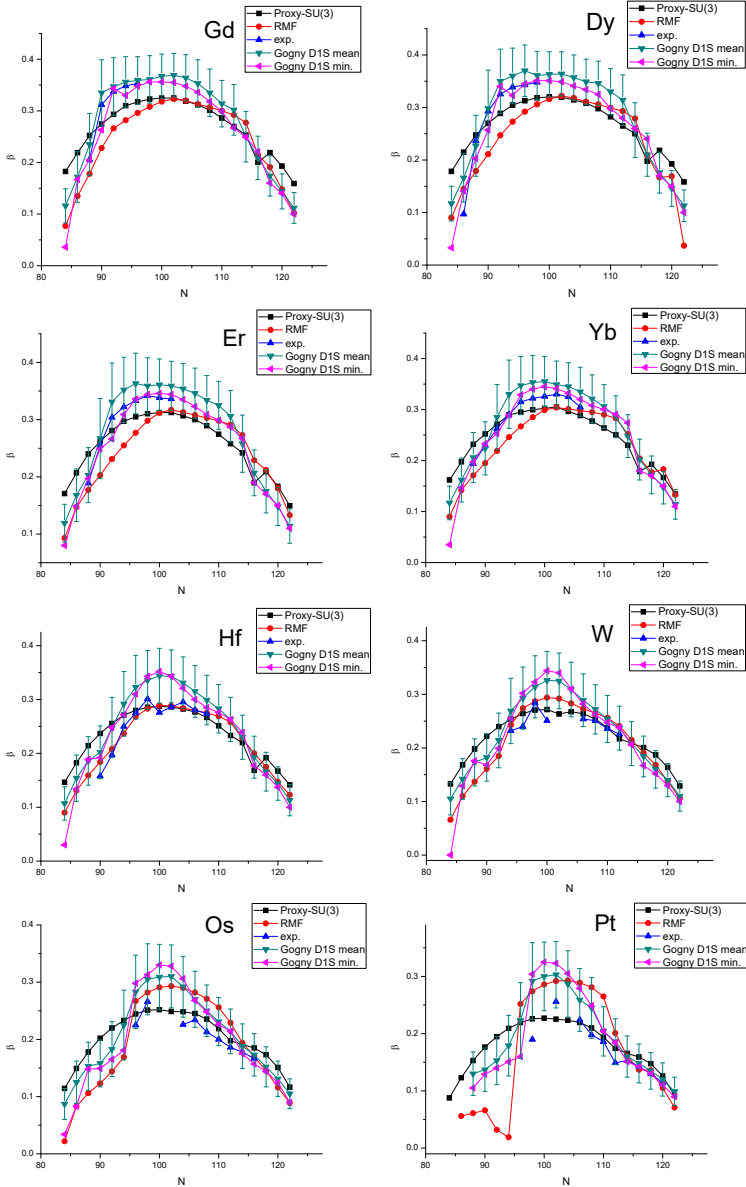 Gd
Proxy-SU(3)
RMF
exp.
Gogny D1S mean
Gogny D1S min.
0.4
0.3
0.2
0.1
0.0
β
80 90 100 110 120
N
Dy
Proxy-SU(3)
RMF
exp.
Gogny D1S mean
Gogny D1S min.
0.4
0.3
0.2
0.1
0.0
β
80 90 100 110 120
N
Er
Proxy-SU(3)
RMF
exp.
Gogny D1S mean
Gogny D1S min.
0.4
0.3
0.2
0.1
β
80 90 100 110 120
N
Yb
Proxy-SU(3)
RMF
exp.
Gogny D1S mean
Gogny D1S min.
0.4
0.3
0.2
0.1
0.0
β
80 90 100 110 120
N
Hf
Proxy-SU(3)
RMF
exp.
Gogny D1S mean
Gogny D1S min.
0.4
0.3
0.2
0.1
0.0
β
80 90 100 110 120
N
W
Proxy-SU(3)
RMF
exp.
Gogny D1S mean
Gogny D1S min.
0.4
0.3
0.2
0.1
0.0
β
80 90 100 110 120
N
Os
Proxy-SU(3)
RMF
exp.
Gogny D1S mean
Gogny D1S min.
0.4
0.3
0.2
0.1
0.0
β
80 90 100 110 120
N
Pt
Proxy-SU(3)
RMF
exp.
Gogny D1S mean
Gogny D1S min.
0.4
0.3
0.2
0.1
0.0
β
80 90 100 110 120
N